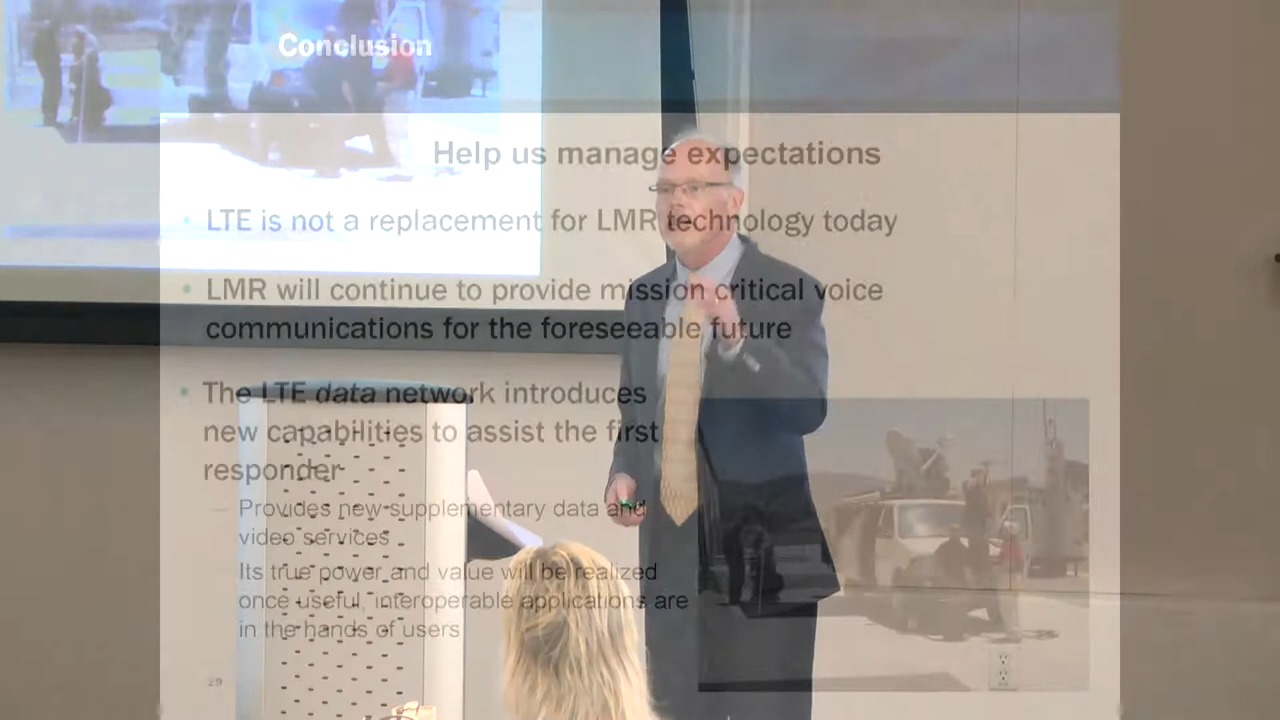 Conclusion
Help us manage expectations
LTE is not a replacement for LMR technology today
LMR will continue to provide mission critical voice
communications for the foreseeable future
The LTE data network introduces
new capabilities to assist the first
responder
Provides new supplementary data and
video services
Its true power and value will be realized
once useful, interoperable applications are
in the hands of users
29